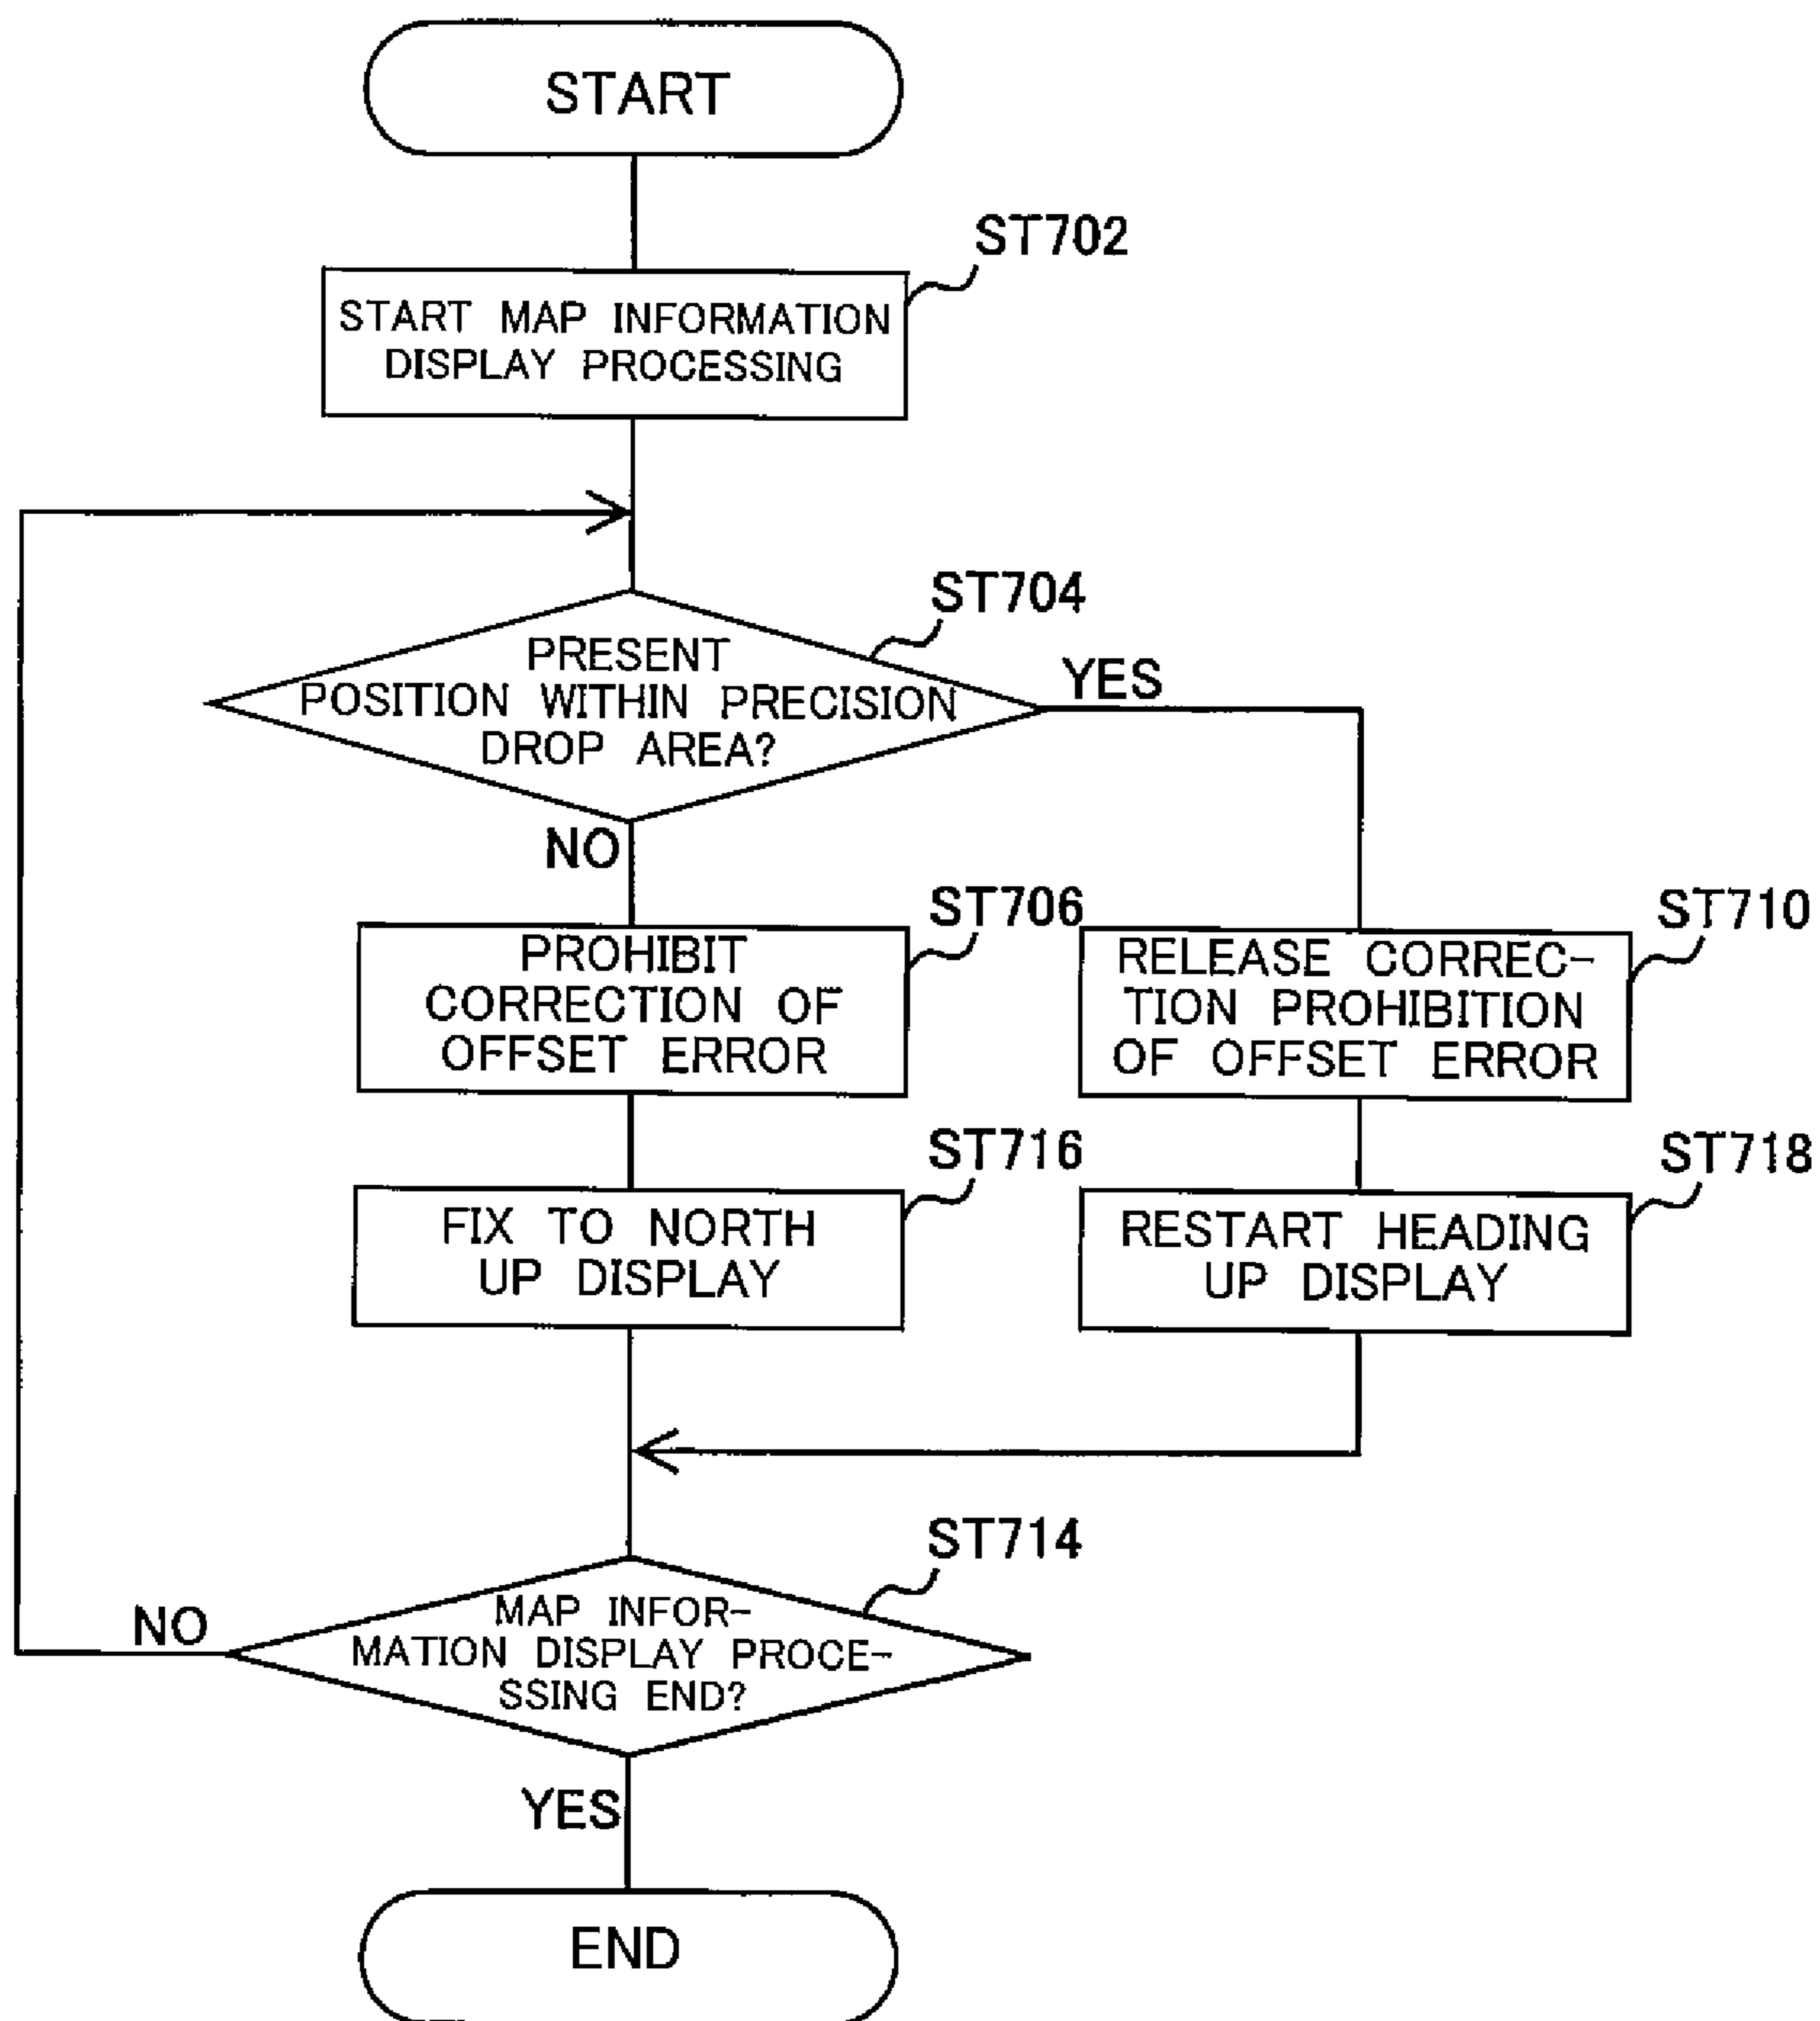 START
ST702
START MAP INFORMATION
DISPLAY PROCESSING
ST704
PRESENT
POSITION WITHIN PRECISION
DROP AREA?
YES
NO
ST706
PROHIBIT
CORRECTION OF
OFFSET ERROR
ST710
RELEASE CORREC-
TION PROHIBITION
OF OFFSET ERROR
ST716
FIX TO NORTH
UP DISPLAY
ST718
RESTART HEADING
UP DISPLAY
ST714
MAP INFOR-
MATION DISPLAY PROCE-
SSING END?
NO
YES
END